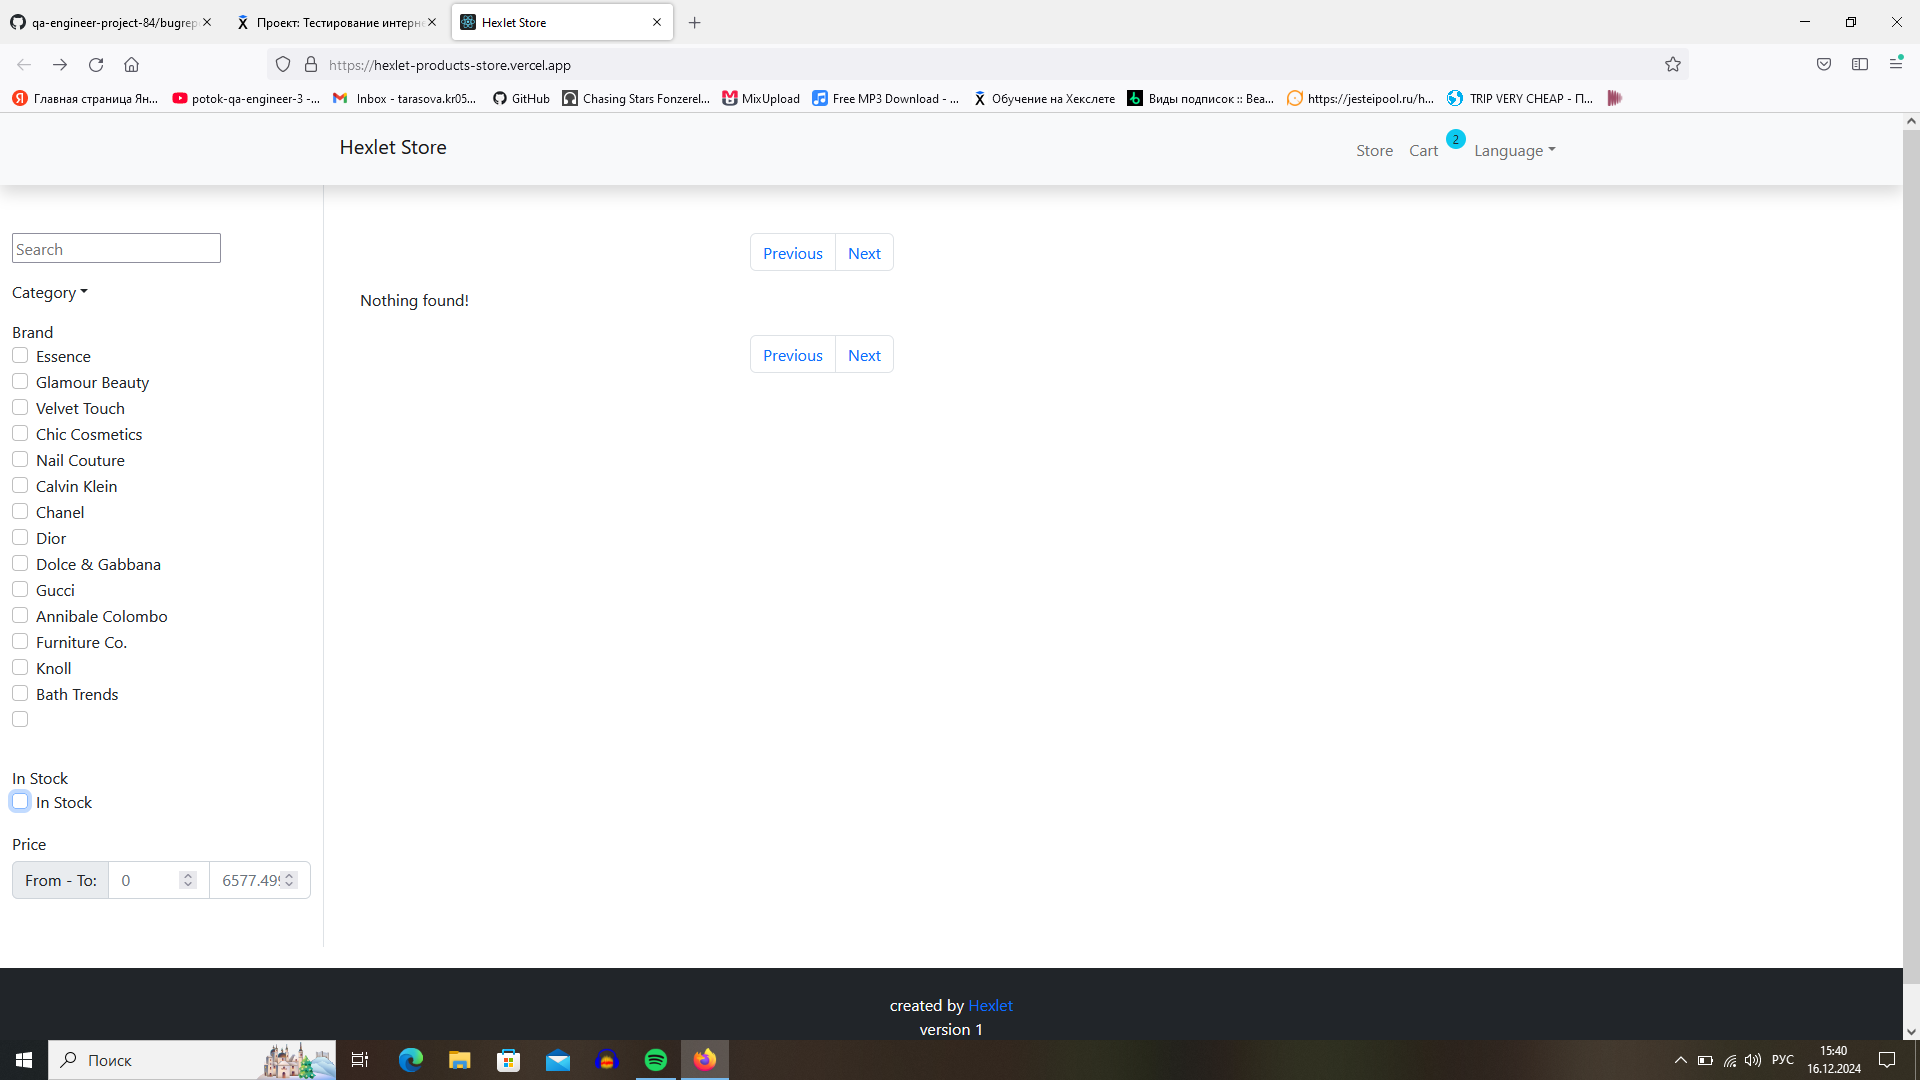 qa-engineer-project-84/bugrep
Проект: Тестирование интерн
Hexlet Store
https://hexlet-products-store.vercel.app
Главная страница Ян...
potok-qa-engineer-3 -...
Inbox - tarasova.kr05...
GitHub
Chasing Stars Fonzerel...
MixUpload
Free MP3 Download - ...
Обучение на Хекслете
Виды подписок :: Bea...
https://jesteipool.ru/h...
TRIP VERY CHEAP - П...
Hexlet Store
Store
Cart
2
Language
Search
Category
Brand
Essence
Glamour Beauty
Velvet Touch
Chic Cosmetics
Nail Couture
Calvin Klein
Chanel
Dior
Dolce & Gabbana
Gucci
Annibale Colombo
Furniture Co.
Knoll
Bath Trends
In Stock
In Stock
Price
From - To:
0
6577.499
Previous
Next
Nothing found!
Previous
Next
created by Hexlet
version 1
Поиск
РУС
15:40
16.12.2024